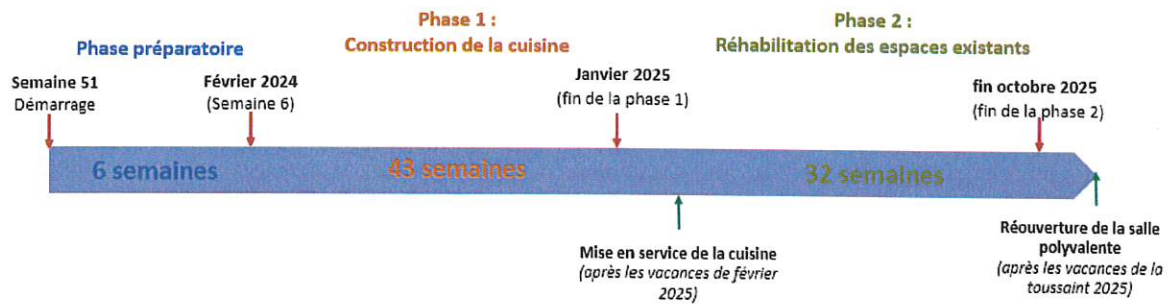 Phase préparatoire
Phase 1 :
Construction de la cuisine
Phase 2 :
Réhabilitation des espaces existants
Semaine 51
Démarrage
Février 2024
(Semaine 6)
Janvier 2025
(fin de la phase 1)
fin octobre 2025
(fin de la phase 2)
6 semaines
43 semaines
32 semaines
Mise en service de la cuisine
(après les vacances de février
2025)
Réouverture de la salle
polyvalente
(après les vacances de la
toussaint 2025)